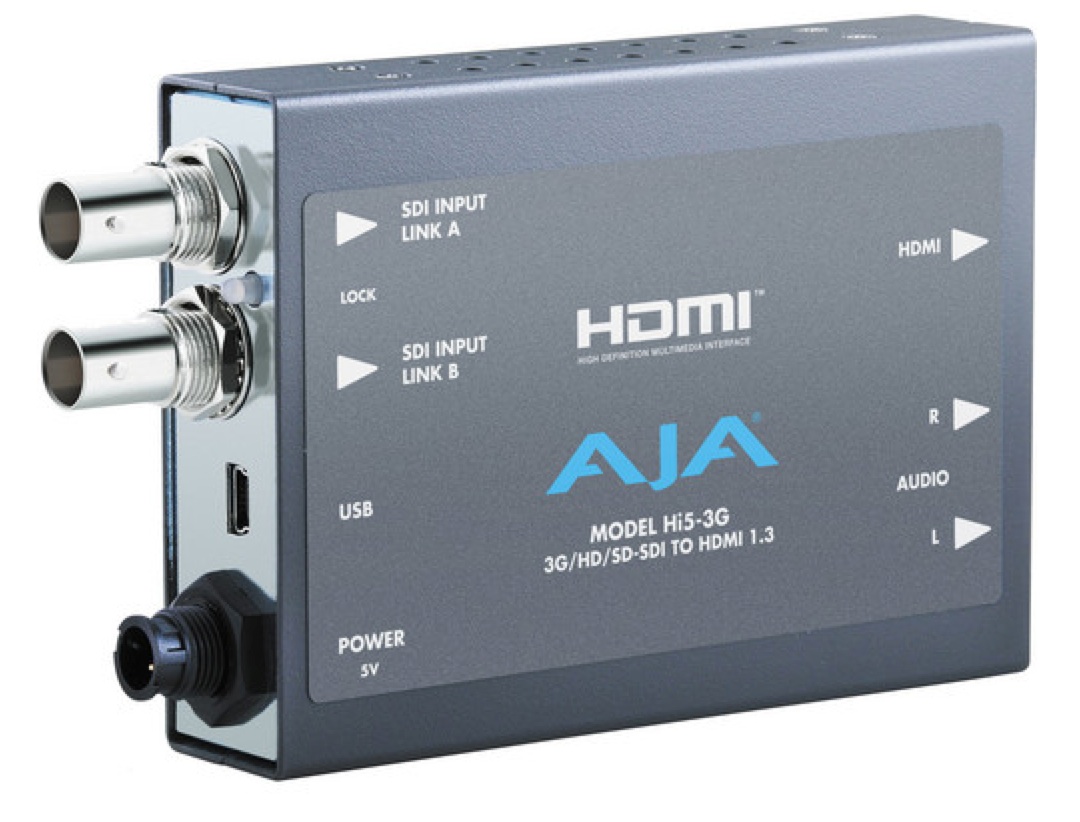 SDI INPUT
LINK A
LOCK
SDI INPUT
LINK B
USB
POWER
5V
HDMI™
HIGH DEFINITION MULTIMEDIA INTERFACE
AJA®
MODEL Hi5-3G
3G/HD/SD-SDI TO HDMI 1.3
HDMI
R
AUDIO
L